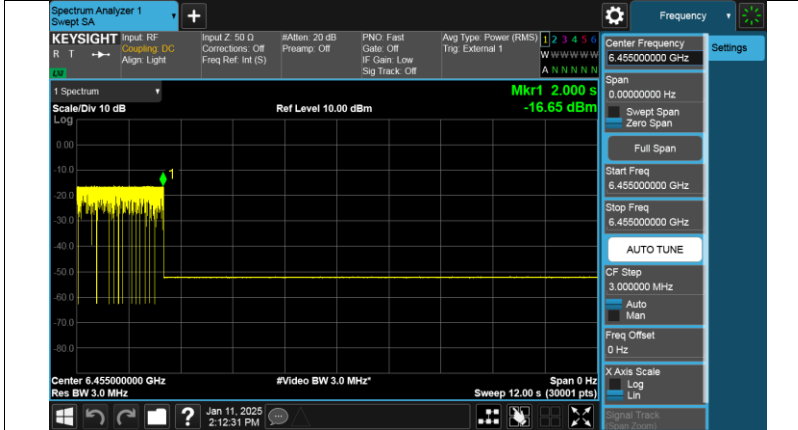 Spectrum Analyzer 1
Swept SA
Frequency
KEYSIGHT
R T
LXI
Input: RF
Coupling: DC
Align: Light
Input Z: 50 Ω
Corrections: Off
Freq Ref: Int (S)
#Atten: 20 dB
Preamp: Off
PNO: Fast
Gate: Off
IF Gain: Low
Sig Track: Off
Avg Type: Power (RMS)
Trig: External 1
1 2 3 4 5 6
W W W W W W
A N N N N N
1 Spectrum
Scale/Div 10 dB
Ref Level 10.00 dBm
Mkr1 2.000 s
-16.65 dBm
Log
0.00
-10.0
-20.0
-30.0
-40.0
-50.0
-60.0
-70.0
-80.0
1
Center 6.455000000 GHz
Res BW 3.0 MHz
#Video BW 3.0 MHz*
Span 0 Hz
Sweep 12.00 s (30001 pts)
Jan 11, 2025
2:12:31 PM
Center Frequency
6.455000000 GHz
Span
0.00000000 Hz
Swept Span
Zero Span
Full Span
Start Freq
6.455000000 GHz
Stop Freq
6.455000000 GHz
AUTO TUNE
CF Step
3.000000 MHz
Auto
Man
Freq Offset
0 Hz
X Axis Scale
Log
Lin
Signal Track
(Span Zoom)
Settings